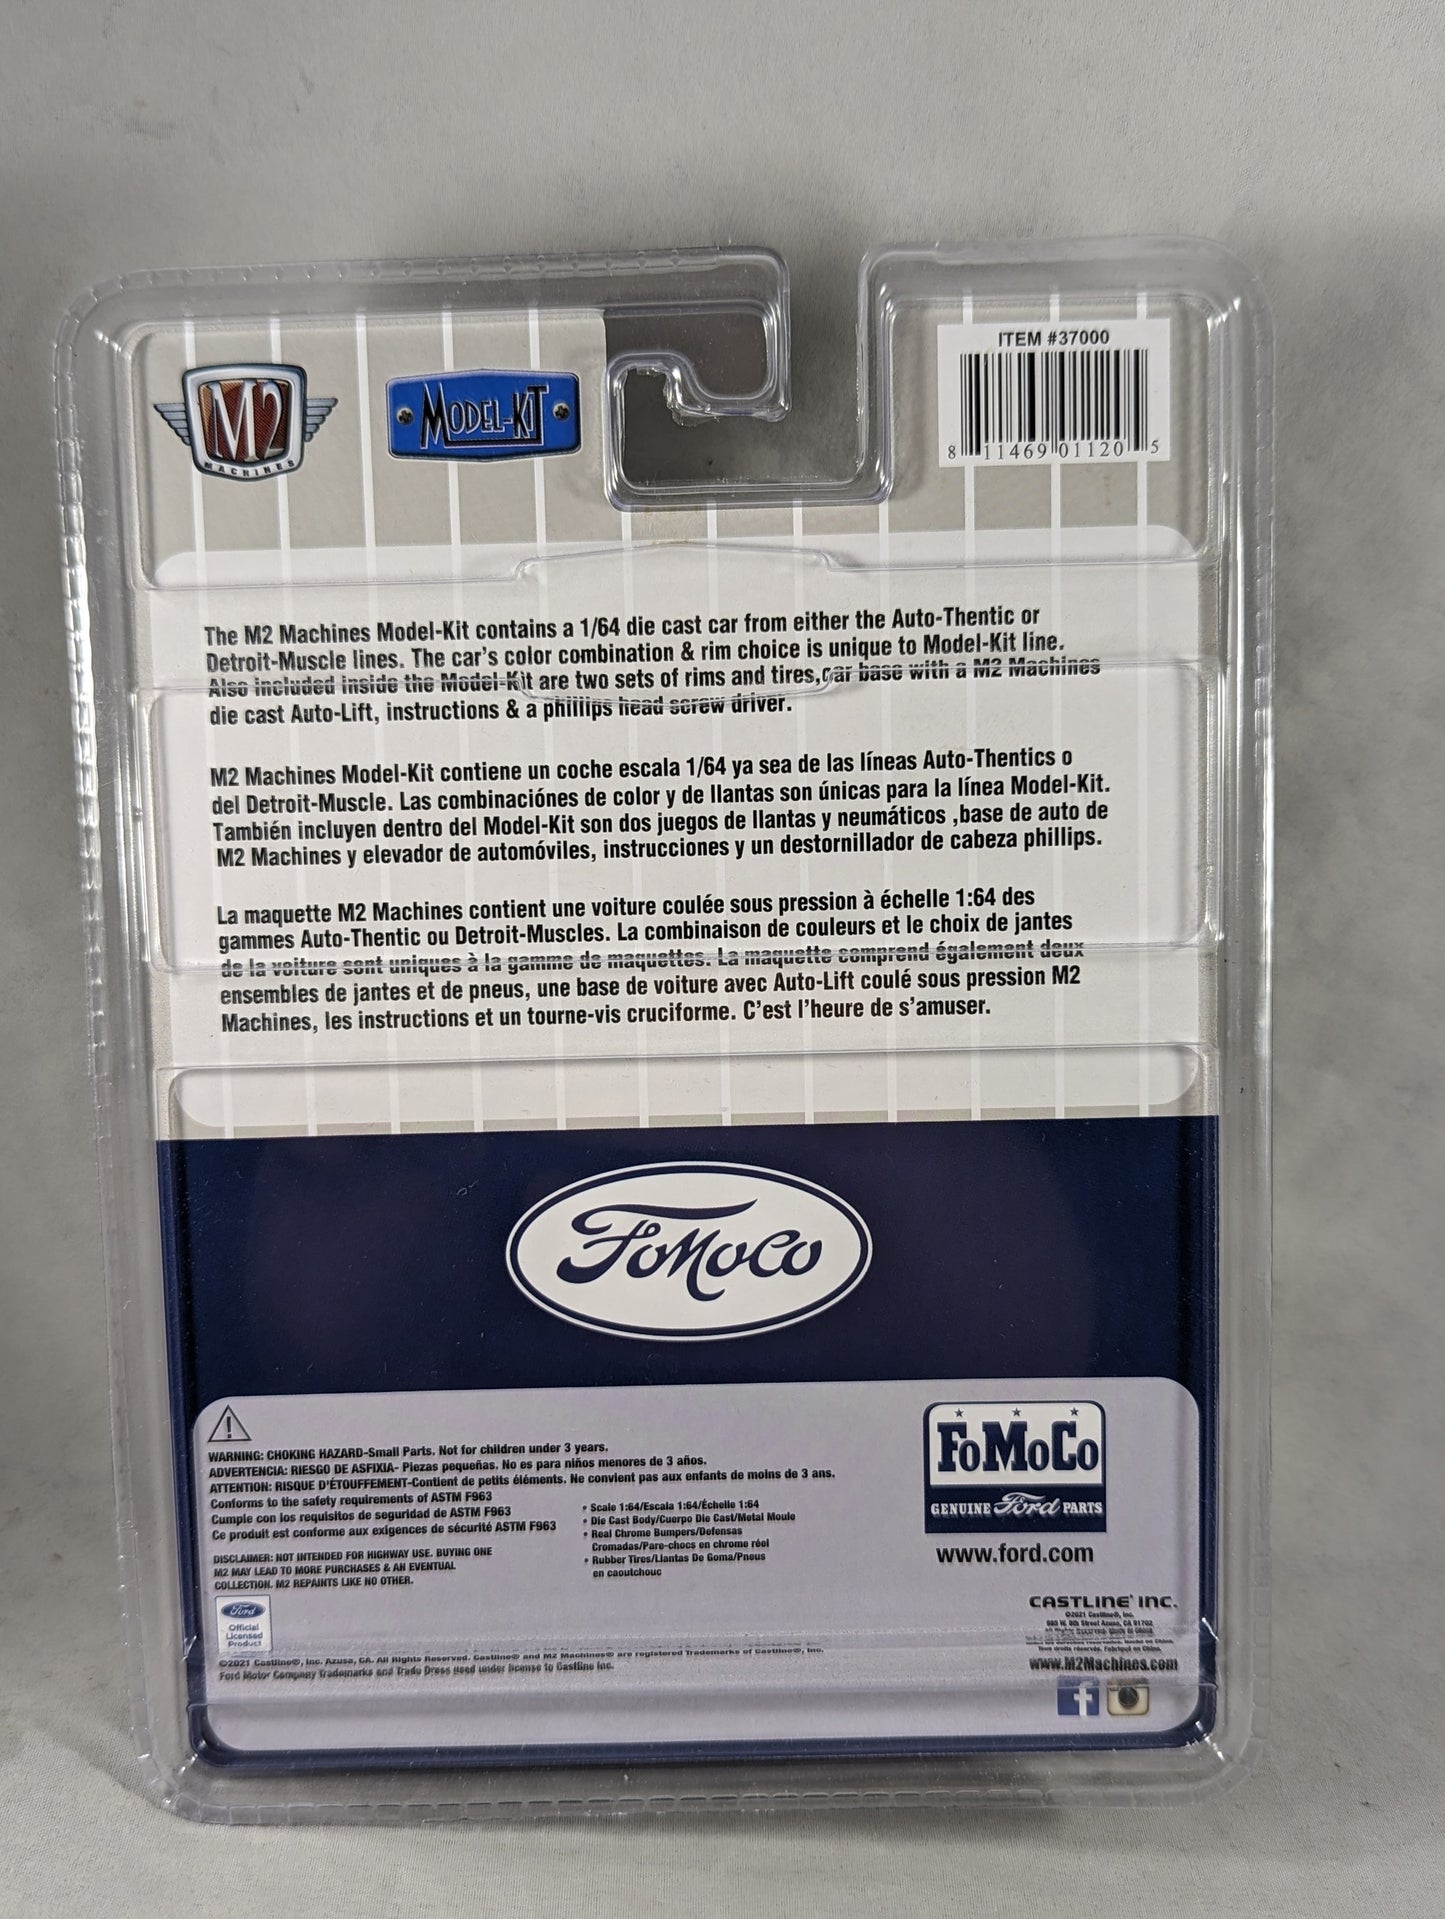 M2
MACHINES
MODEL-KIT
ITEM #37000
8 11469 01120 5
The M2 Machines Model-Kit contains a 1/64 die cast car from either the Auto-Thentic or
Detroit-Muscle lines. The car's color combination & rim choice is unique to Model-Kit line.
Also included inside the Model-Kit are two sets of rims and tires,car base with a M2 Machines
die cast Auto-Lift, instructions & a phillips head screw driver.
M2 Machines Model-Kit contiene un coche escala 1/64 ya sea de las líneas Auto-Thentics o
del Detroit-Muscle. Las combinaciónes de color y de llantas son únicas para la línea Model-Kit.
También incluyen dentro del Model-Kit son dos juegos de llantas y neumáticos ,base de auto de
M2 Machines y elevador de automóviles, instrucciones y un destornillador de cabeza phillips.
La maquette M2 Machines contient une voiture coulée sous pression à échelle 1:64 des
gammes Auto-Thentic ou Detroit-Muscles. La combinaison de couleurs et le choix de jantes
de la voiture sont uniques à la gamme de maquettes. La maquette comprend également deux
ensembles de jantes et de pneus, une base de voiture avec Auto-Lift coulé sous pression M2
Machines, les instructions et un tourne-vis cruciforme. C'est l'heure de s'amuser.
FoMoCo
WARNING: CHOKING HAZARD-Small Parts. Not for children under 3 years.
ADVERTENCIA: RIESGO DE ASFIXIA- Piezas pequeñas. No es para niños menores de 3 años.
ATTENTION: RISQUE D'ÉTOUFFEMENT-Contient de petits éléments. Ne convient pas aux enfants de moins de 3 ans.
Conforms to the safety requirements of ASTM F963
Cumple con los requisitos de seguridad de ASTM F963
Ce produit est conforme aux exigences de sécurité ASTM F963
DISCLAIMER: NOT INTENDED FOR HIGHWAY USE. BUYING ONE
M2 MAY LEAD TO MORE PURCHASES & AN EVENTUAL
COLLECTION. M2 REPAINTS LIKE NO OTHER.
• Scale 1:64/Escala 1:64/Échelle 1:64
• Die Cast Body/Cuerpo Die Cast/Metal Moule
• Real Chrome Bumpers/Defensas
Cromadas/Pare-chocs en chrome réel
• Rubber Tires/Llantas De Goma/Pneus
en caoutchouc
FoMoCo
GENUINE Ford PARTS
www.ford.com
Ford
Official
Licensed
Product
©2021 Castline®, Inc. Azusa, CA. All Rights Reserved. Castline® and M2 Machines® are registered Trademarks of Castline®, Inc.
Ford Motor Company Trademarks and Trade Dress used under license to Castline Inc.
CASTLINE® INC.
©2021 Castline®, Inc.
985 W. 8th Street Azusa, CA 91702
Tous droits réservés. Fabriqué en Chine.
www.M2Machines.com
f